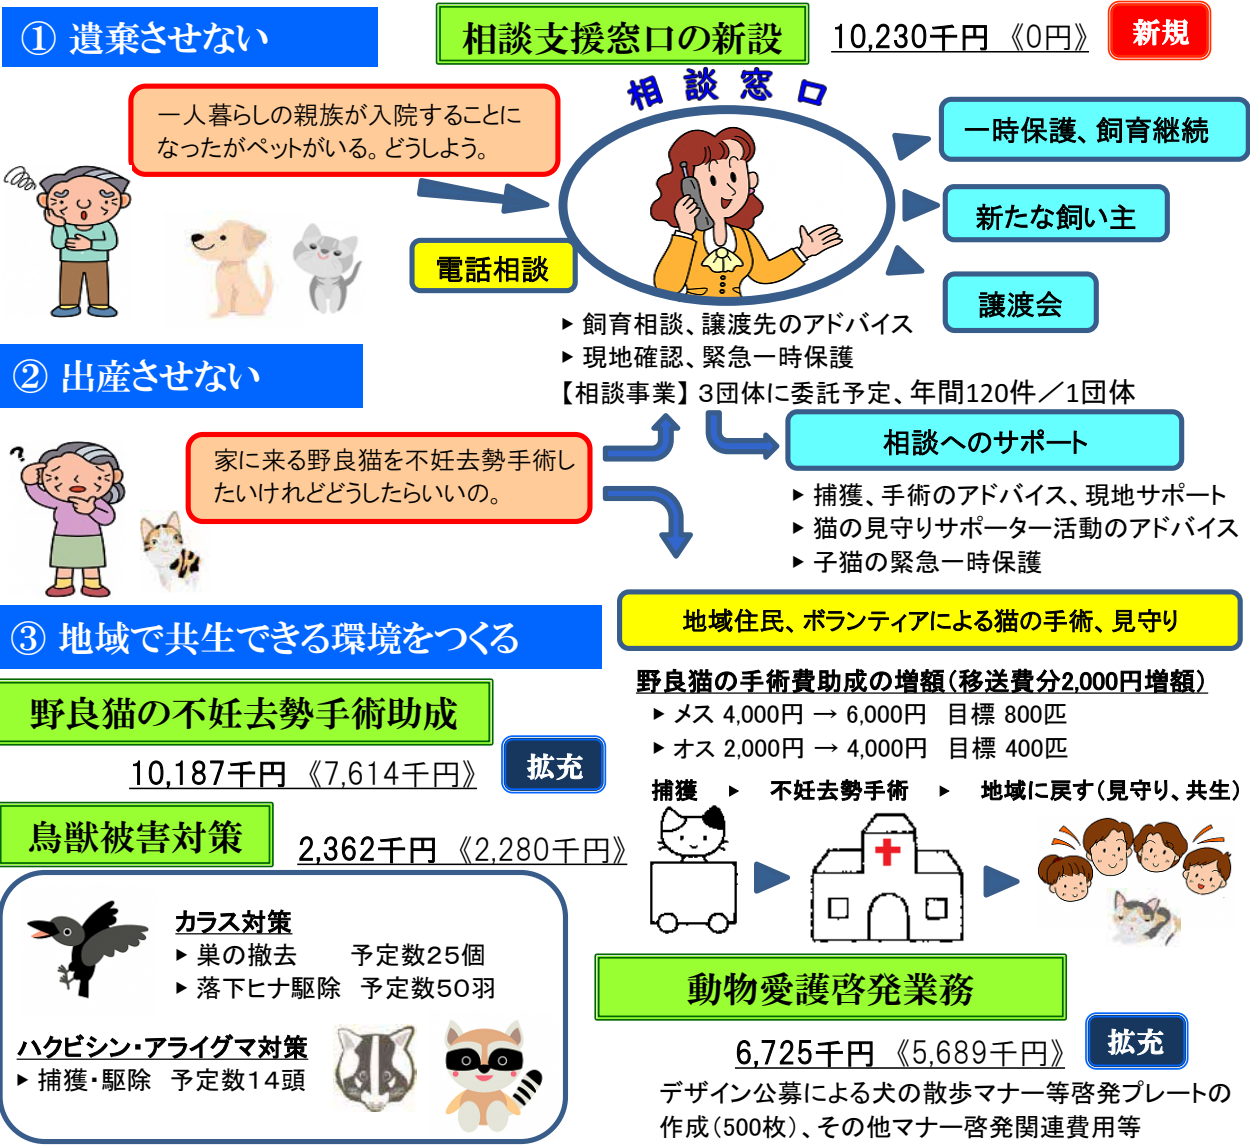 ① 遺棄させない
相談支援窓口の新設 10,230千円 《0円》 新規
相談窓口
一人暮らしの親族が入院することに
なったがペットがいる。どうしよう。
電話相談
一時保護、飼育継続
新たな飼い主
譲渡会
▶ 飼育相談、譲渡先のアドバイス
▶ 現地確認、緊急一時保護
【相談事業】 3団体に委託予定、年間120件／1団体
② 出産させない
?
家に来る野良猫を不妊去勢手術し
たいけれどどうしたらいいの。
相談へのサポート
▶ 捕獲、手術のアドバイス、現地サポート
▶ 猫の見守りサポーター活動のアドバイス
▶ 子猫の緊急一時保護
③ 地域で共生できる環境をつくる
地域住民、ボランティアによる猫の手術、見守り
野良猫の不妊去勢手術助成
10,187千円 《7,614千円》 拡充
野良猫の手術費助成の増額（移送費分2,000円増額）
▶ メス 4,000円 → 6,000円 目標 800匹
▶ オス 2,000円 → 4,000円 目標 400匹
捕獲 ▶ 不妊去勢手術 ▶ 地域に戻す（見守り、共生）
鳥獣被害対策 2,362千円 《2,280千円》
カラス対策
▶ 巣の撤去 予定数25個
▶ 落下ヒナ駆除 予定数50羽
ハクビシン・アライグマ対策
▶ 捕獲・駆除 予定数14頭
動物愛護啓発業務
6,725千円 《5,689千円》 拡充
デザイン公募による犬の散歩マナー等啓発プレートの
作成（500枚）、その他マナー啓発関連費用等